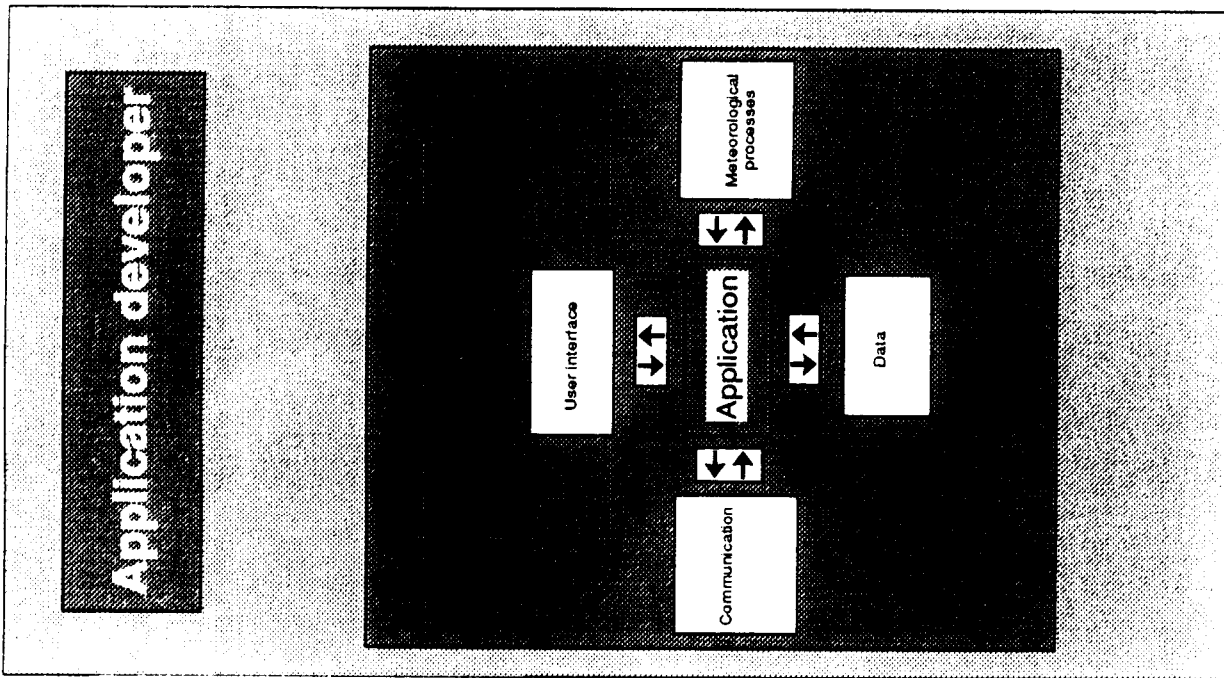 Application developer
User interface
Communication
Application
Meteorological
processes
Data